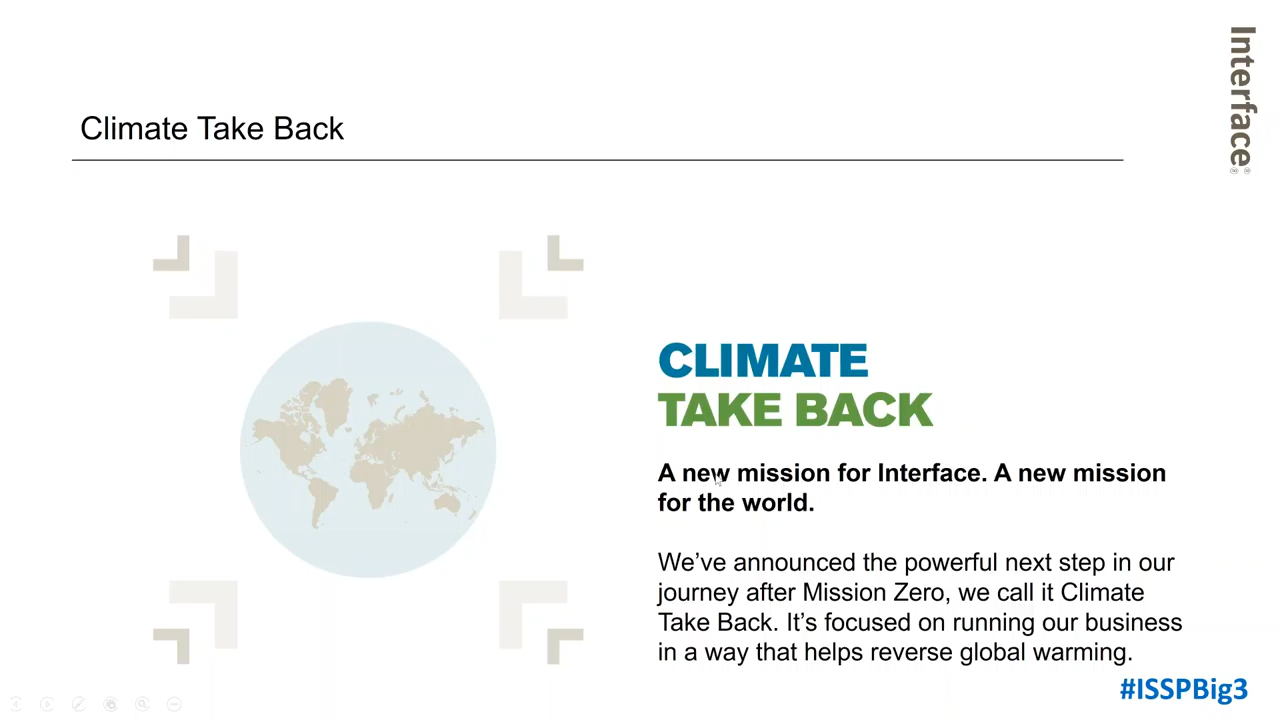 Interface®
Climate Take Back
CLIMATE
TAKE BACK
A new mission for Interface. A new mission
for the world.
We’ve announced the powerful next step in our
journey after Mission Zero, we call it Climate
Take Back. It’s focused on running our business
in a way that helps reverse global warming.
#ISSPBig3